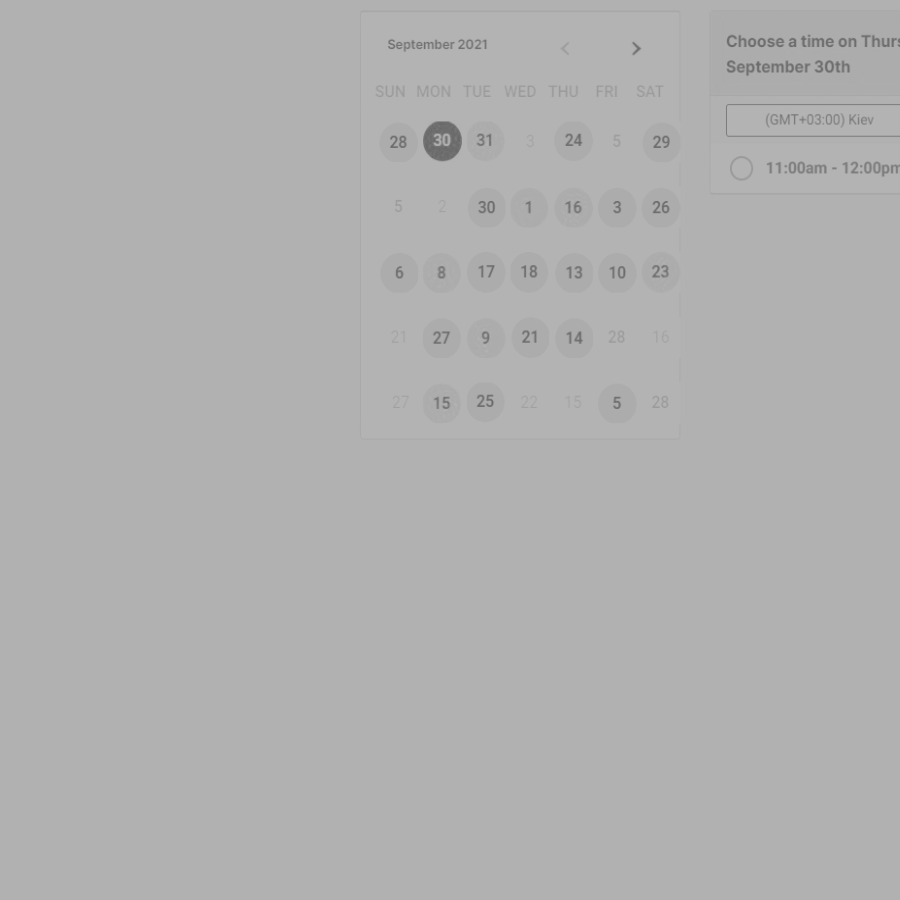 September 2021
SUN MON TUE WED THU FRI SAT
28 30 31 3 24 5 29
5 2 30 1 16 3 26
6 8 17 18 13 10 23
21 27 9 21 14 28 16
27 15 25 22 15 5 28
Choose a time on Thurs
September 30th
(GMT+03:00) Kiev
11:00am - 12:00pm